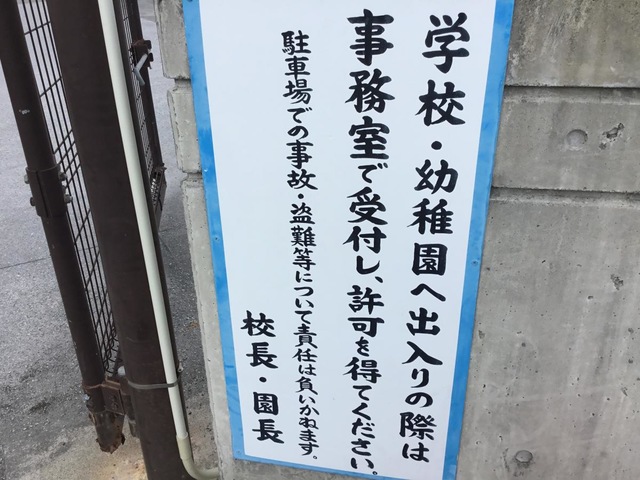 学校・幼稚園へ出入りの際は
事務室で受付し、許可を得てください。
駐車場での事故・盗難等について責任は負いかねます。
校長・園長